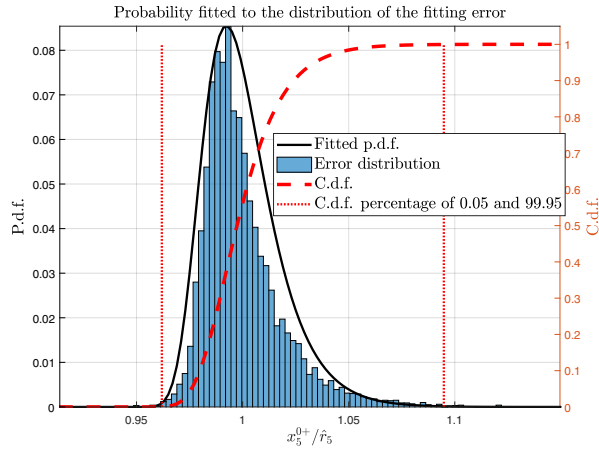 Probability fitted to the distribution of the fitting error
0.08
0.07
0.06
0.05
0.04
0.03
0.02
0.01
0
P.d.f.
1
0.9
0.8
0.7
0.6
0.5
0.4
0.3
0.2
0.1
0
C.d.f.
Fitted p.d.f.
Error distribution
C.d.f.
C.d.f. percentage of 0.05 and 99.95
0.95 1 1.05 1.1
x₅⁰⁺/r̂₅